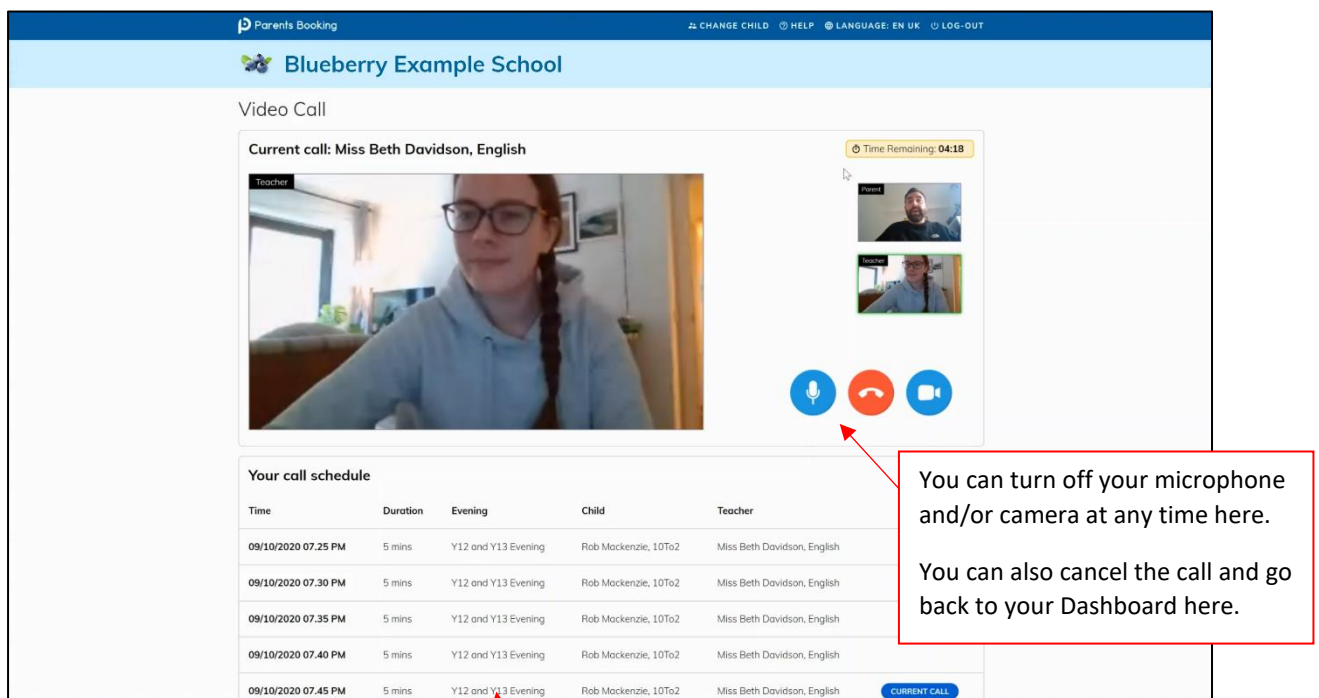 Parents Booking
CHANGE CHILD HELP LANGUAGE: EN UK LOG-OUT
Blueberry Example School
Video Call
Current call: Miss Beth Davidson, English
Time Remaining: 04:18
Teacher
Parent
Teacher
Your call schedule
Time Duration Evening Child Teacher
09/10/2020 07.25 PM 5 mins Y12 and Y13 Evening Rob Mackenzie, 10To2 Miss Beth Davidson, English
09/10/2020 07.30 PM 5 mins Y12 and Y13 Evening Rob Mackenzie, 10To2 Miss Beth Davidson, English
09/10/2020 07.35 PM 5 mins Y12 and Y13 Evening Rob Mackenzie, 10To2 Miss Beth Davidson, English
09/10/2020 07.40 PM 5 mins Y12 and Y13 Evening Rob Mackenzie, 10To2 Miss Beth Davidson, English
09/10/2020 07.45 PM 5 mins Y12 and Y13 Evening Rob Mackenzie, 10To2 Miss Beth Davidson, English CURRENT CALL
You can turn off your microphone
and/or camera at any time here.
You can also cancel the call and go
back to your Dashboard here.